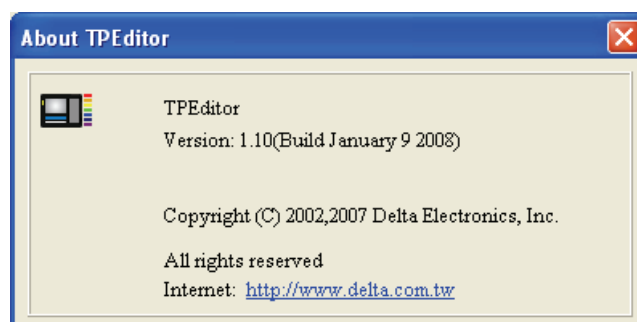 About TPEditor
TPEditor
Version: 1.10(Build January 9 2008)
Copyright (C) 2002,2007 Delta Electronics, Inc.
All rights reserved
Internet: http://www.delta.com.tw